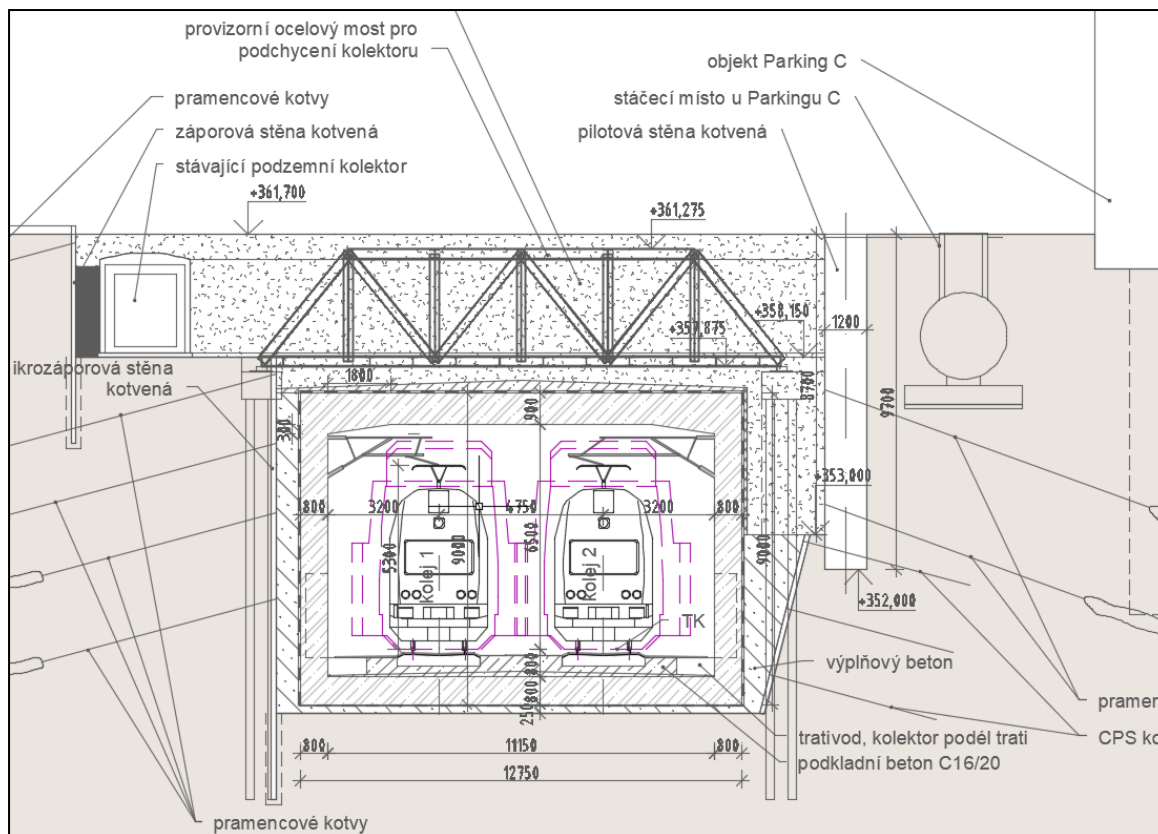 provizorní ocelový most pro
podchycení kolektoru
objekt Parking C
pramencové kotvy
stáčecí místo u Parkingu C
záporová stěna kotvená
pilotová stěna kotvená
stávající podzemní kolektor
+361,700
+361,275
+358,150
1200
+357,875
ikrozáporová stěna
kotvená
1800
8700
9700
900
300
+353,000
800
3200
4750
3200
800
6500
9000
9000
5300
kolej 1
kolej 2
+352,000
TK
výplňový beton
800
800
250
pramen
trativod, kolektor podél trati
CPS ko
podkladní beton C16/20
800
11150
800
12750
pramencové kotvy